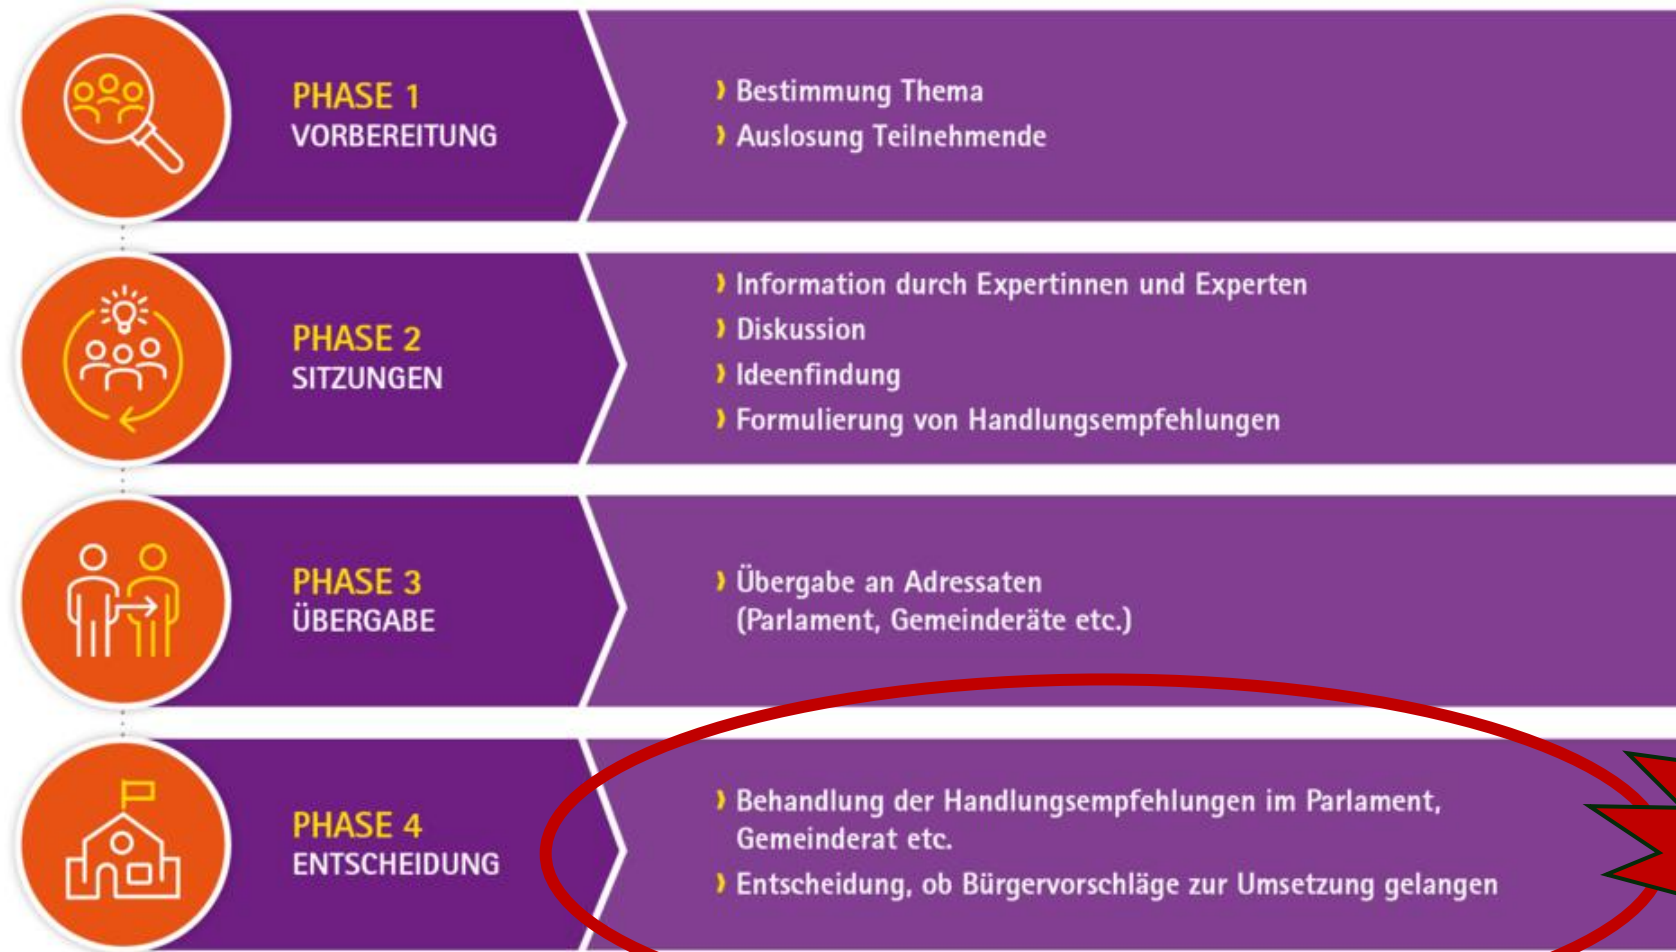 PHASE 1
VORBEREITUNG
❫ Bestimmung Thema
❫ Auslosung Teilnehmende
PHASE 2
SITZUNGEN
❫ Information durch Expertinnen und Experten
❫ Diskussion
❫ Ideenfindung
❫ Formulierung von Handlungsempfehlungen
PHASE 3
ÜBERGABE
❫ Übergabe an Adressaten
(Parlament, Gemeinderäte etc.)
PHASE 4
ENTSCHEIDUNG
❫ Behandlung der Handlungsempfehlungen im Parlament,
Gemeinderat etc.
❫ Entscheidung, ob Bürgervorschläge zur Umsetzung gelangen